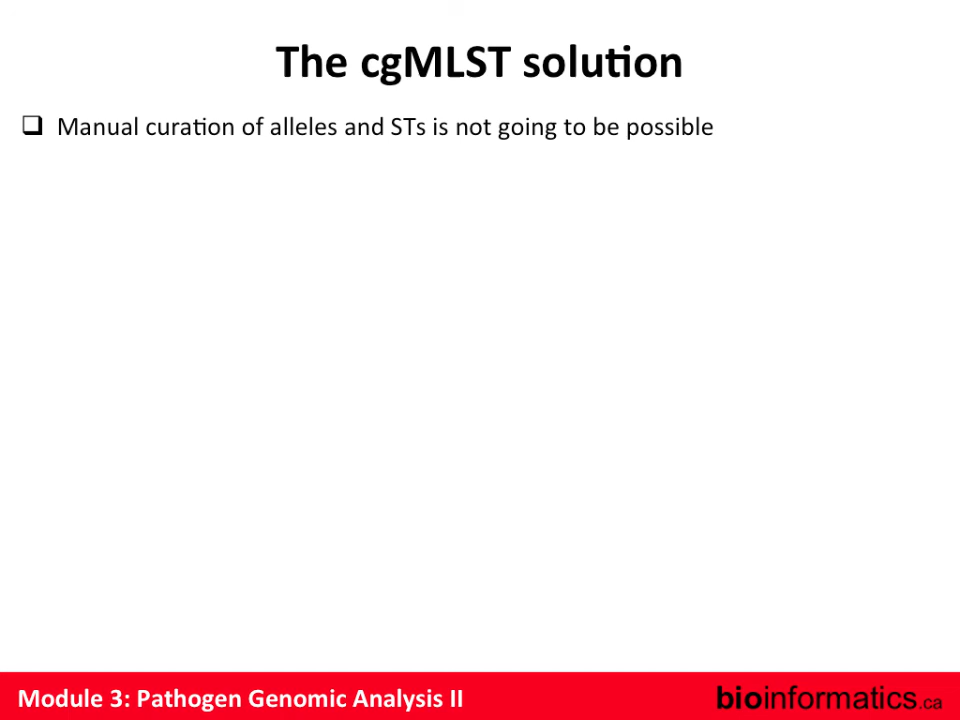 The cgMLST solution
❑ Manual curation of alleles and STs is not going to be possible
Module 3: Pathogen Genomic Analysis II
bioinformatics.ca